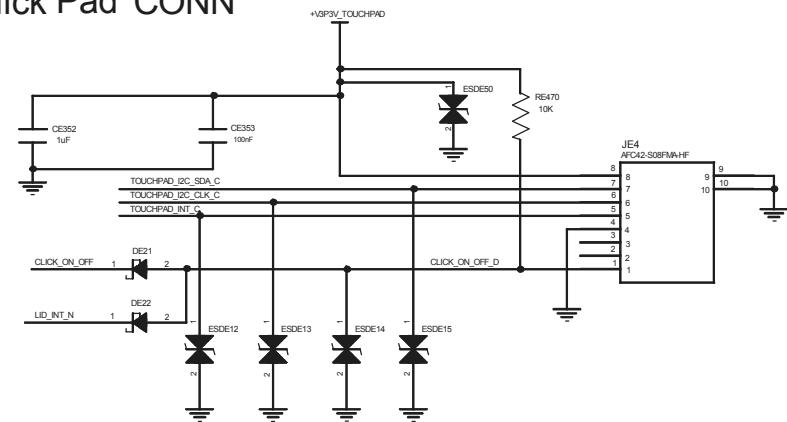 Click Pad CONN
+V3P3V_TOUCHPAD
1
ESDE50
2
RE470
10K
CE352
1uF
CE353
100nF
JE4
AFC42-S08FMA-HF
TOUCHPAD_I2C_SDA_C
TOUCHPAD_I2C_CLK_C
TOUCHPAD_INT_C
8 8
7 7
6 6
5 5
4 4
3 3
2 2
1 1
9 9
10 10
CLICK_ON_OFF
1 DE21 2
CLICK_ON_OFF_D
LID_INT_N
1 DE22 2
1 ESDE12 2
1 ESDE13 2
1 ESDE14 2
1 ESDE15 2